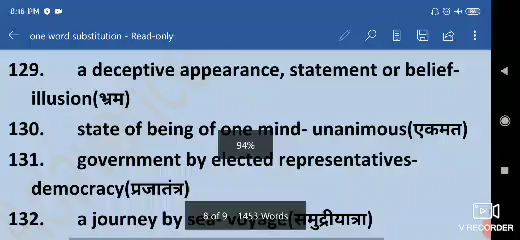 8:16 PM
one word substitution - Read-only
129. a deceptive appearance, statement or belief-
illusion(भ्रम)
130. state of being of one mind- unanimous(एकमत)
94%
131. government by elected representatives-
democracy(प्रजातंत्र)
8 of 9 1453 Words
132. a journey by sea- voyage(समुद्रीयात्रा)
V RECORDER